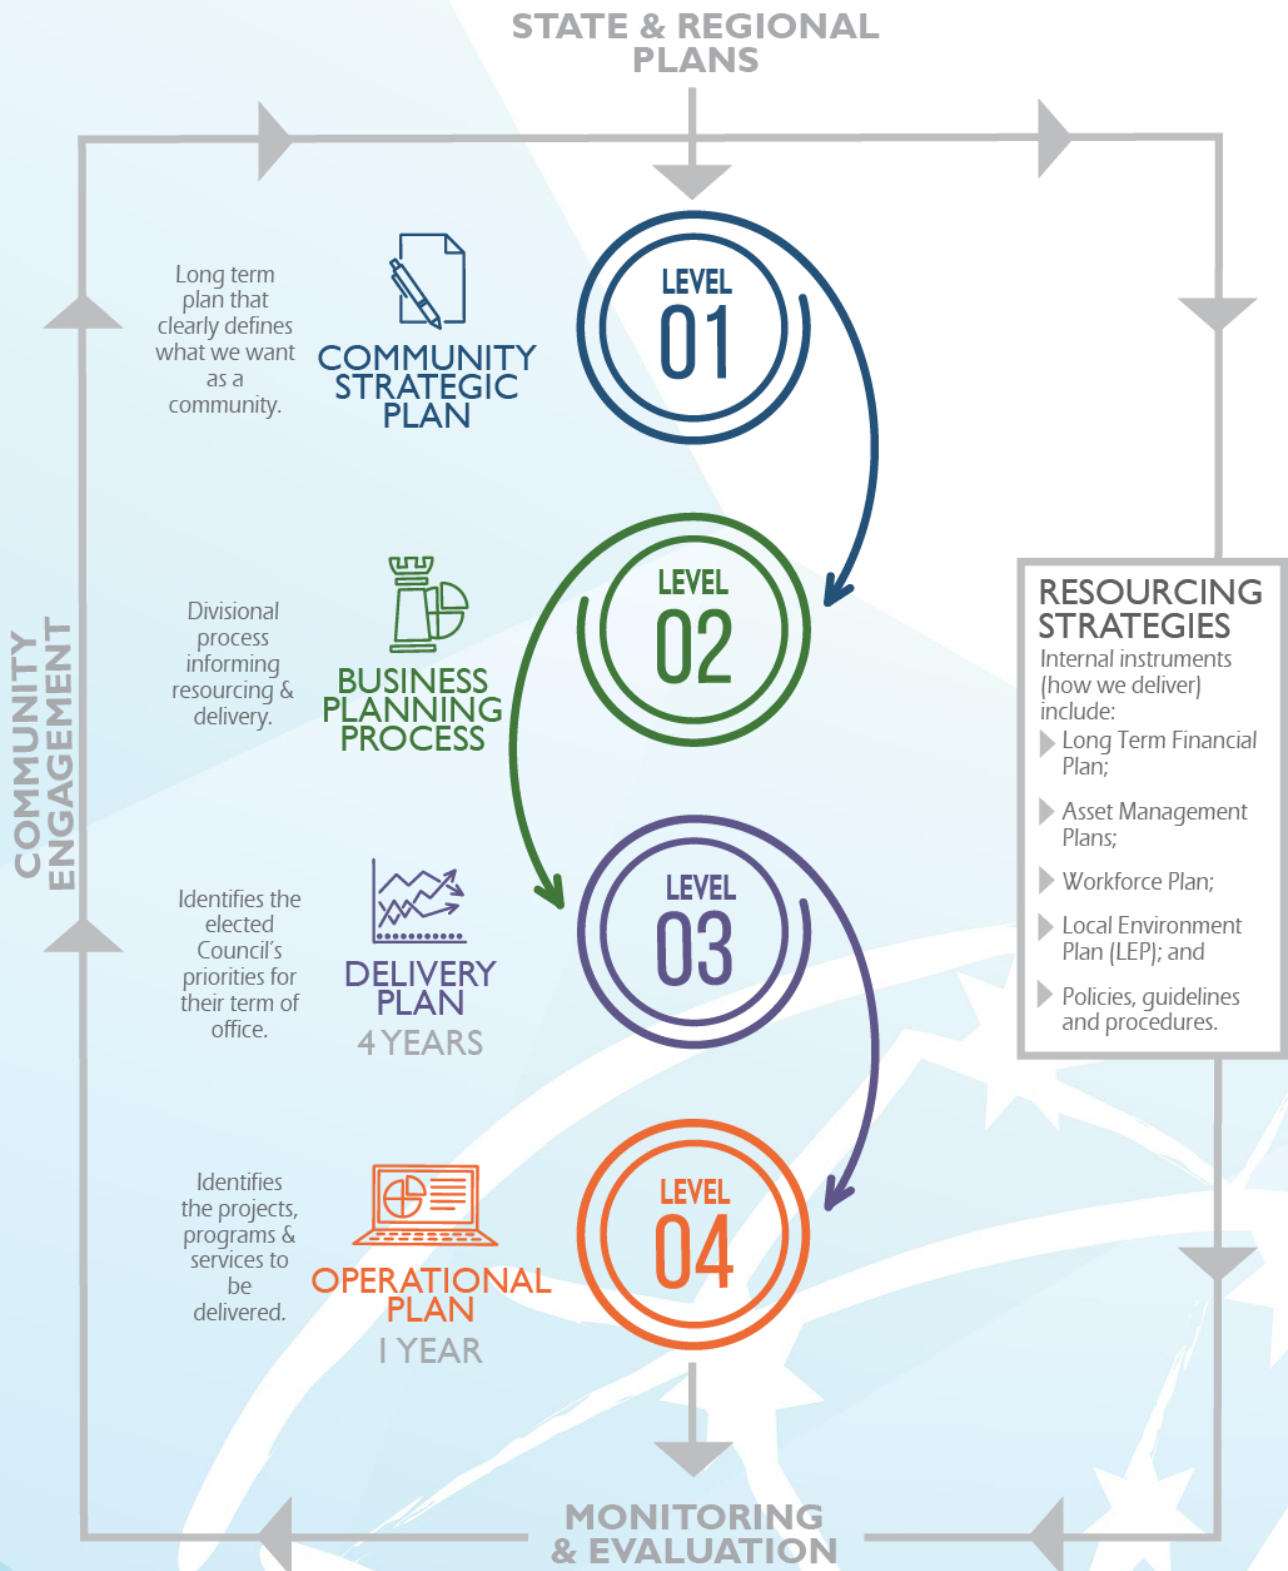 STATE & REGIONAL
PLANS
Long term
plan that
clearly defines
what we want
as a
community.
COMMUNITY
STRATEGIC
PLAN
LEVEL
01
Divisional
process
informing
resourcing &
delivery.
BUSINESS
PLANNING
PROCESS
LEVEL
02
COMMUNITY
ENGAGEMENT
RESOURCING
STRATEGIES
Internal instruments
(how we deliver)
include:
Long Term Financial
Plan;
Asset Management
Plans;
Workforce Plan;
Local Environment
Plan (LEP); and
Policies, guidelines
and procedures.
Identifies the
elected
Council's
priorities for
their term of
office.
DELIVERY
PLAN
4 YEARS
LEVEL
03
Identifies
the projects,
programs &
services to
be
delivered.
OPERATIONAL
PLAN
1 YEAR
LEVEL
04
MONITORING
& EVALUATION